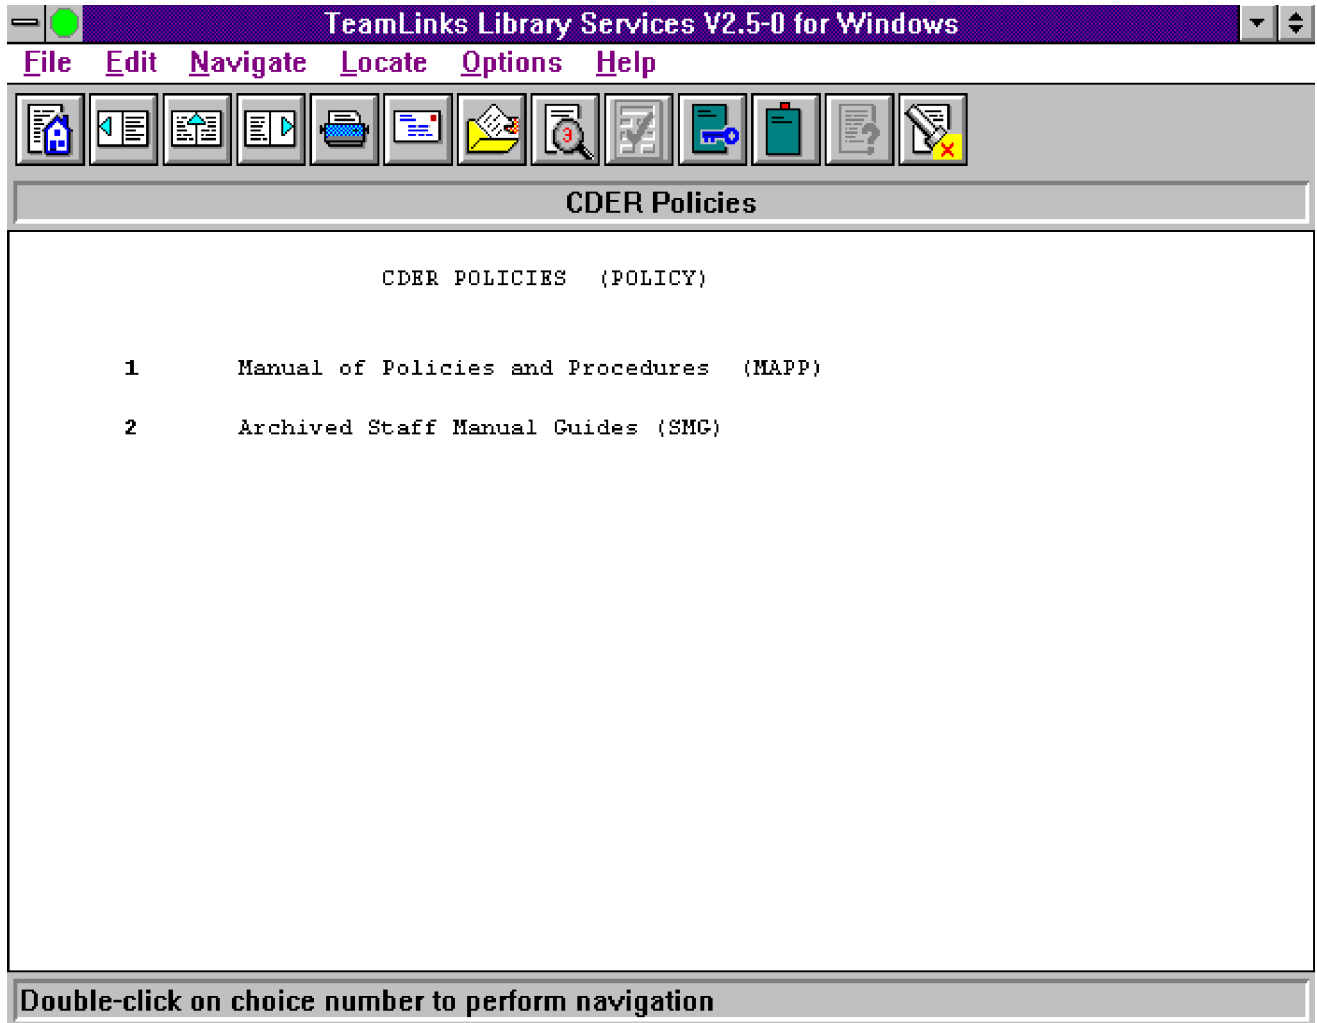 TeamLinks Library Services V2.5-0 for Windows
File Edit Navigate Locate Options Help
3
CDER Policies
CDER POLICIES (POLICY)
1 Manual of Policies and Procedures (MAPP)
2 Archived Staff Manual Guides (SMG)
Double-click on choice number to perform navigation